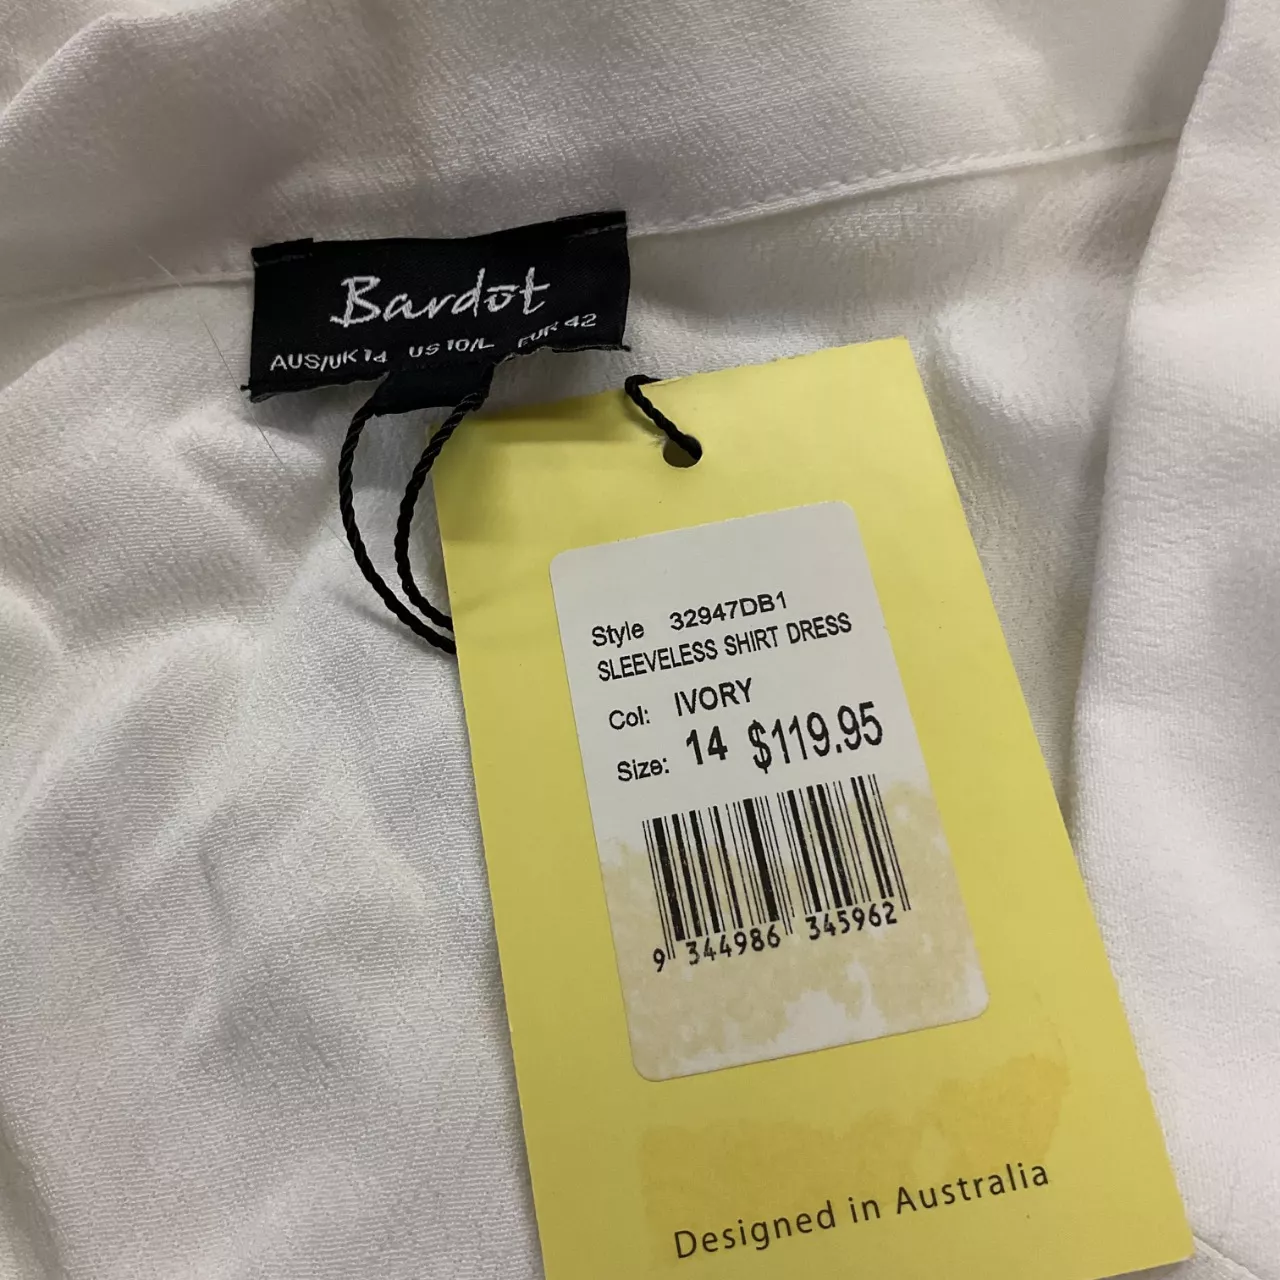 Bardot
AUS/UK 14 US 10/L EUR 42
Style 32947DB1
SLEEVELESS SHIRT DRESS
Col: IVORY
Size: 14 $119.95
9 344986 345962
Designed in Australia